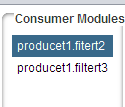 Consumer Modules
producet1.filtert2
producet1.filtert3